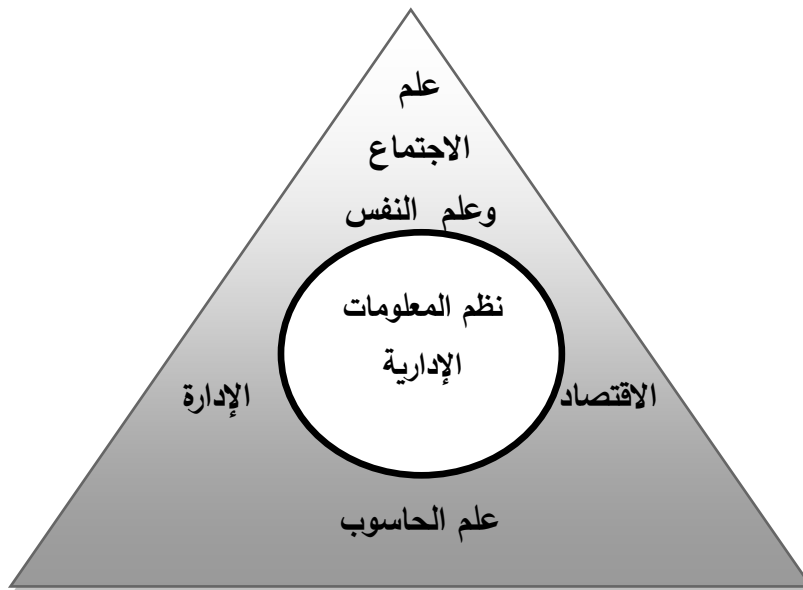 علم
الاجتماع
وعلم النفس
نظم المعلومات
الإدارية
الاقتصاد
الإدارة
علم الحاسوب